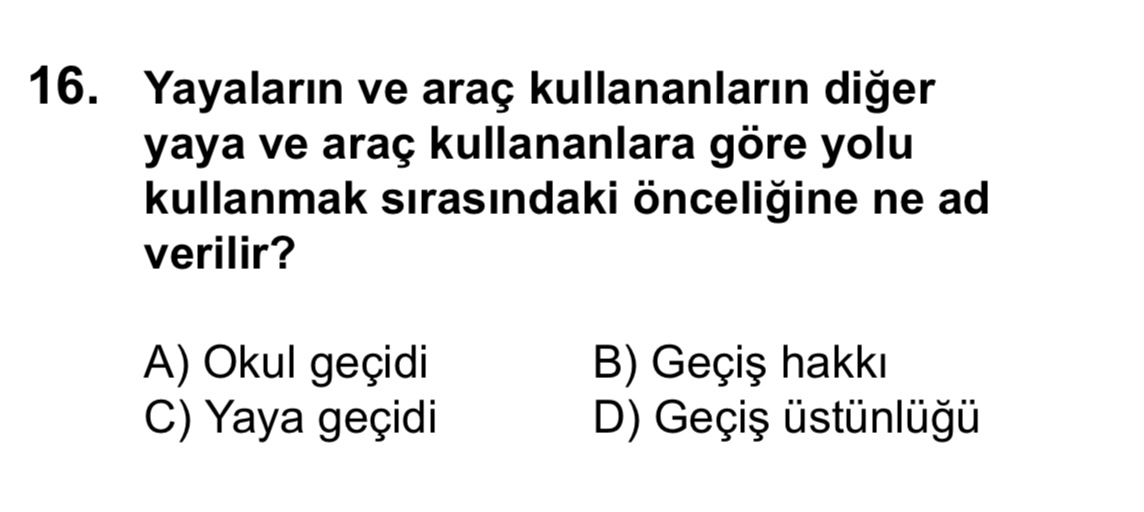 16. Yayaların ve araç kullananların diğer
yaya ve araç kullananlara göre yolu
kullanmak sırasındaki önceliğine ne ad
verilir?
A) Okul geçidi B) Geçiş hakkı
C) Yaya geçidi D) Geçiş üstünlüğü